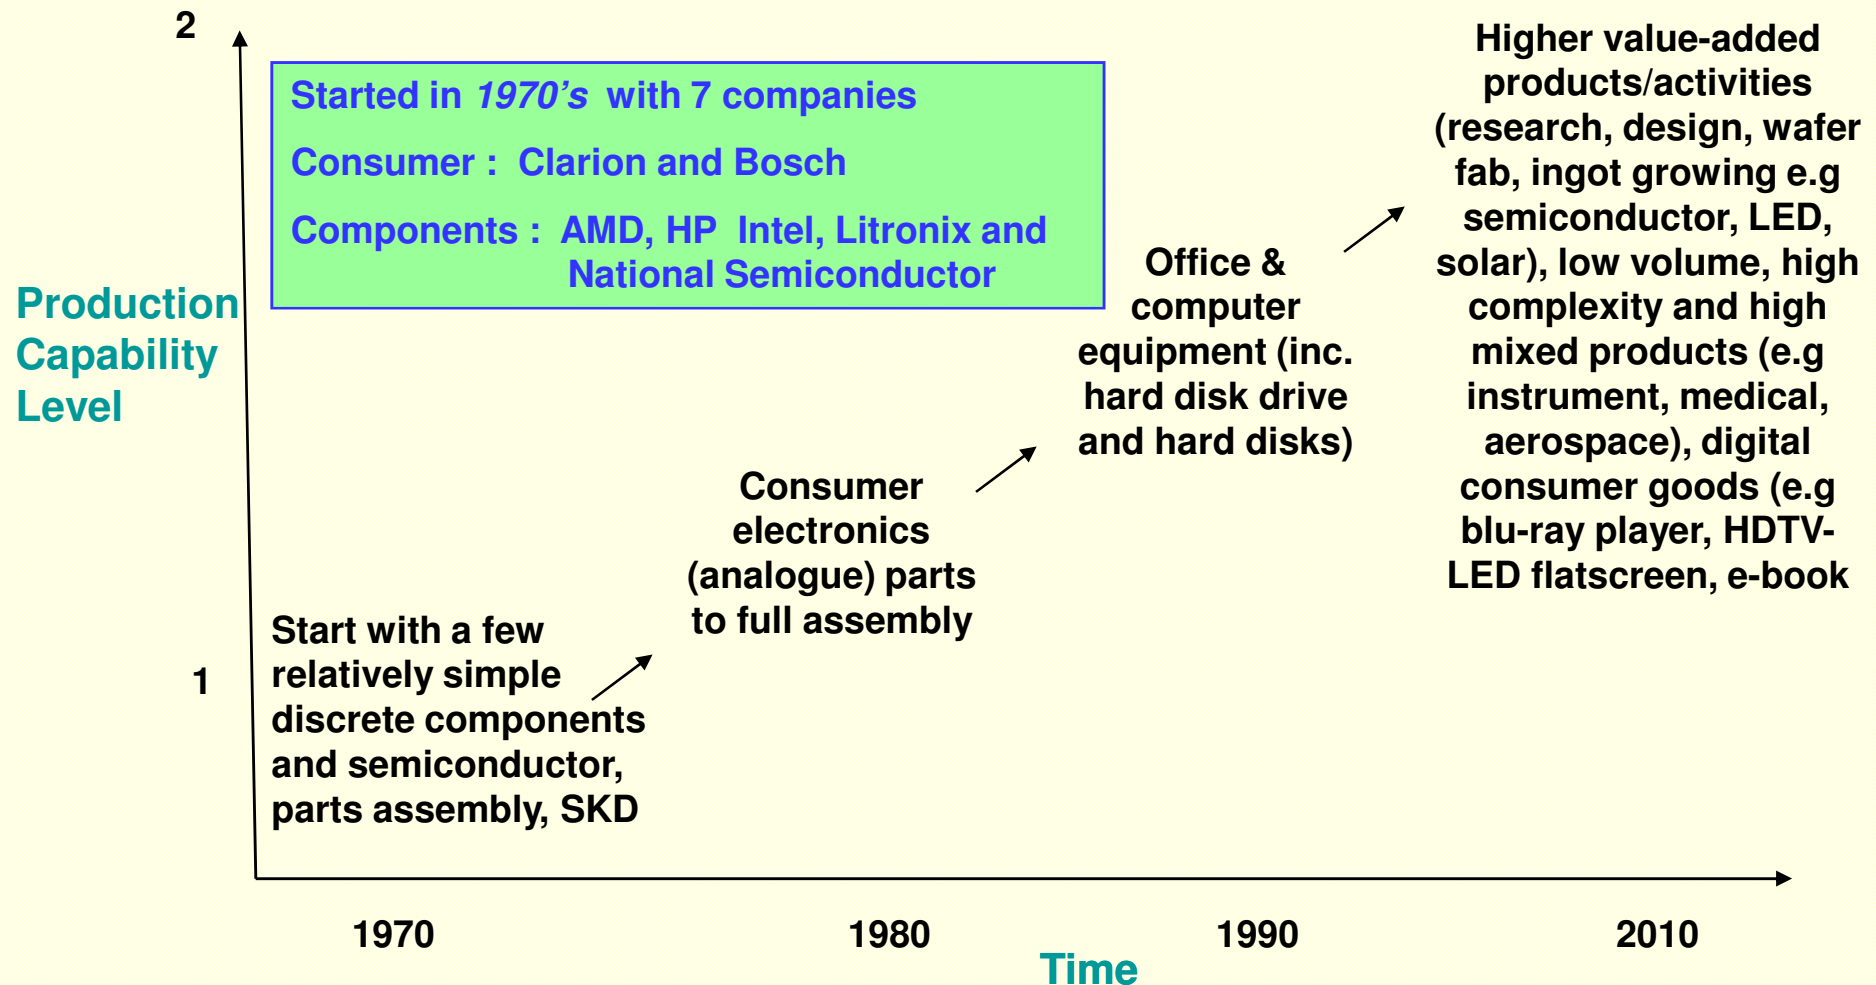 2
Started in 1970's with 7 companies
Consumer : Clarion and Bosch
Components : AMD, HP Intel, Litronix and
National Semiconductor
Production
Capability
Level
1
Start with a few
relatively simple
discrete components
and semiconductor,
parts assembly, SKD
Consumer
electronics
(analogue) parts
to full assembly
Office &
computer
equipment (inc.
hard disk drive
and hard disks)
Higher value-added
products/activities
(research, design, wafer
fab, ingot growing e.g
semiconductor, LED,
solar), low volume, high
complexity and high
mixed products (e.g
instrument, medical,
aerospace), digital
consumer goods (e.g
blu-ray player, HDTV-
LED flatscreen, e-book
1970
1980
1990
2010
Time